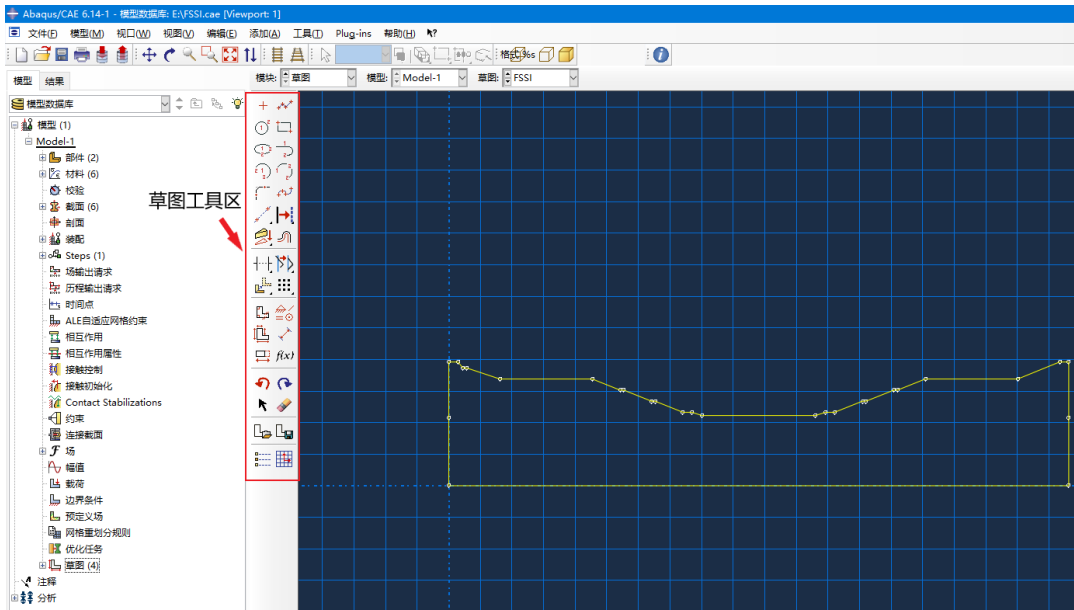 Abaqus/CAE 6.14-1 - 模型数据库: E:\FSSI.cae [Viewport: 1]
文件(F) 模型(M) 视口(W) 视图(V) 编辑(E) 添加(A) 工具(T) Plug-ins 帮助(H)
模型 结果
模块: 草图 模型: Model-1 草图: FSSI
模型数据库
模型 (1)
Model-1
部件 (2)
材料 (6)
校验
截面 (6)
剖面
装配
Steps (1)
场输出请求
历程输出请求
时间点
ALE自适应网格约束
相互作用
相互作用属性
接触控制
接触初始化
Contact Stabilizations
约束
连接截面
场
幅值
载荷
边界条件
预定义场
网格重划分规则
优化任务
草图 (4)
注释
分析
草图工具区
f(x)